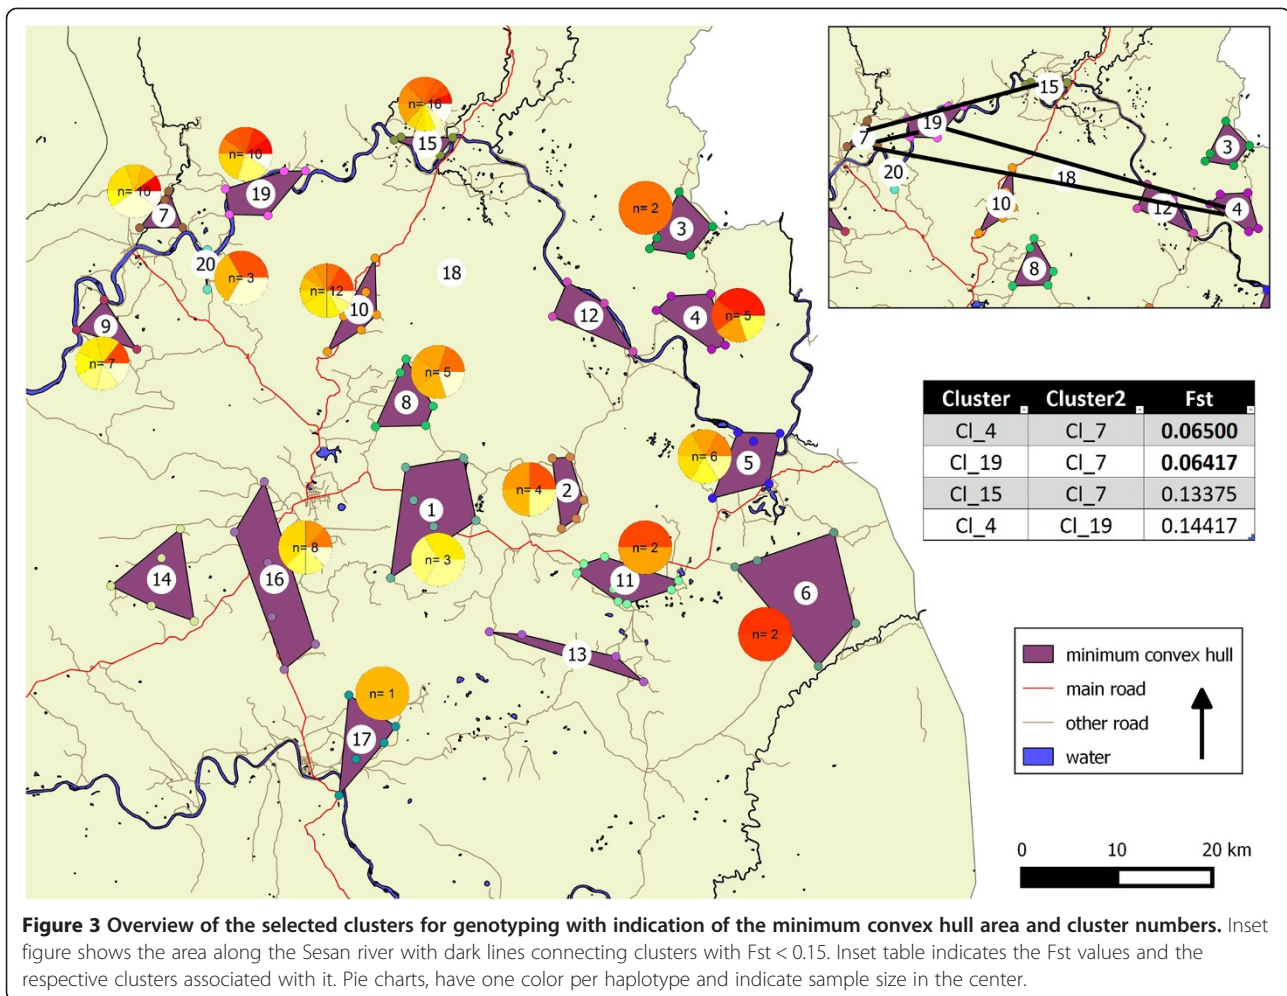 n= 16
15
n= 10
19
n= 10
7
20
n= 3
n= 2
3
18
n= 12
10
12
4
n= 5
9
n= 7
n= 5
8
n= 6
5
1
n= 4
2
n= 3
n= 8
16
14
n= 2
11
6
n= 2
13
n= 1
17
15
19
7
3
20
18
10
12
4
8
Cluster Cluster2 Fst
Cl_4 Cl_7 0.06500
Cl_19 Cl_7 0.06417
Cl_15 Cl_7 0.13375
Cl_4 Cl_19 0.14417
minimum convex hull
main road
other road
water
0 10 20 km
Figure 3 Overview of the selected clusters for genotyping with indication of the minimum convex hull area and cluster numbers. Inset
figure shows the area along the Sesan river with dark lines connecting clusters with Fst < 0.15. Inset table indicates the Fst values and the
respective clusters associated with it. Pie charts, have one color per haplotype and indicate sample size in the center.